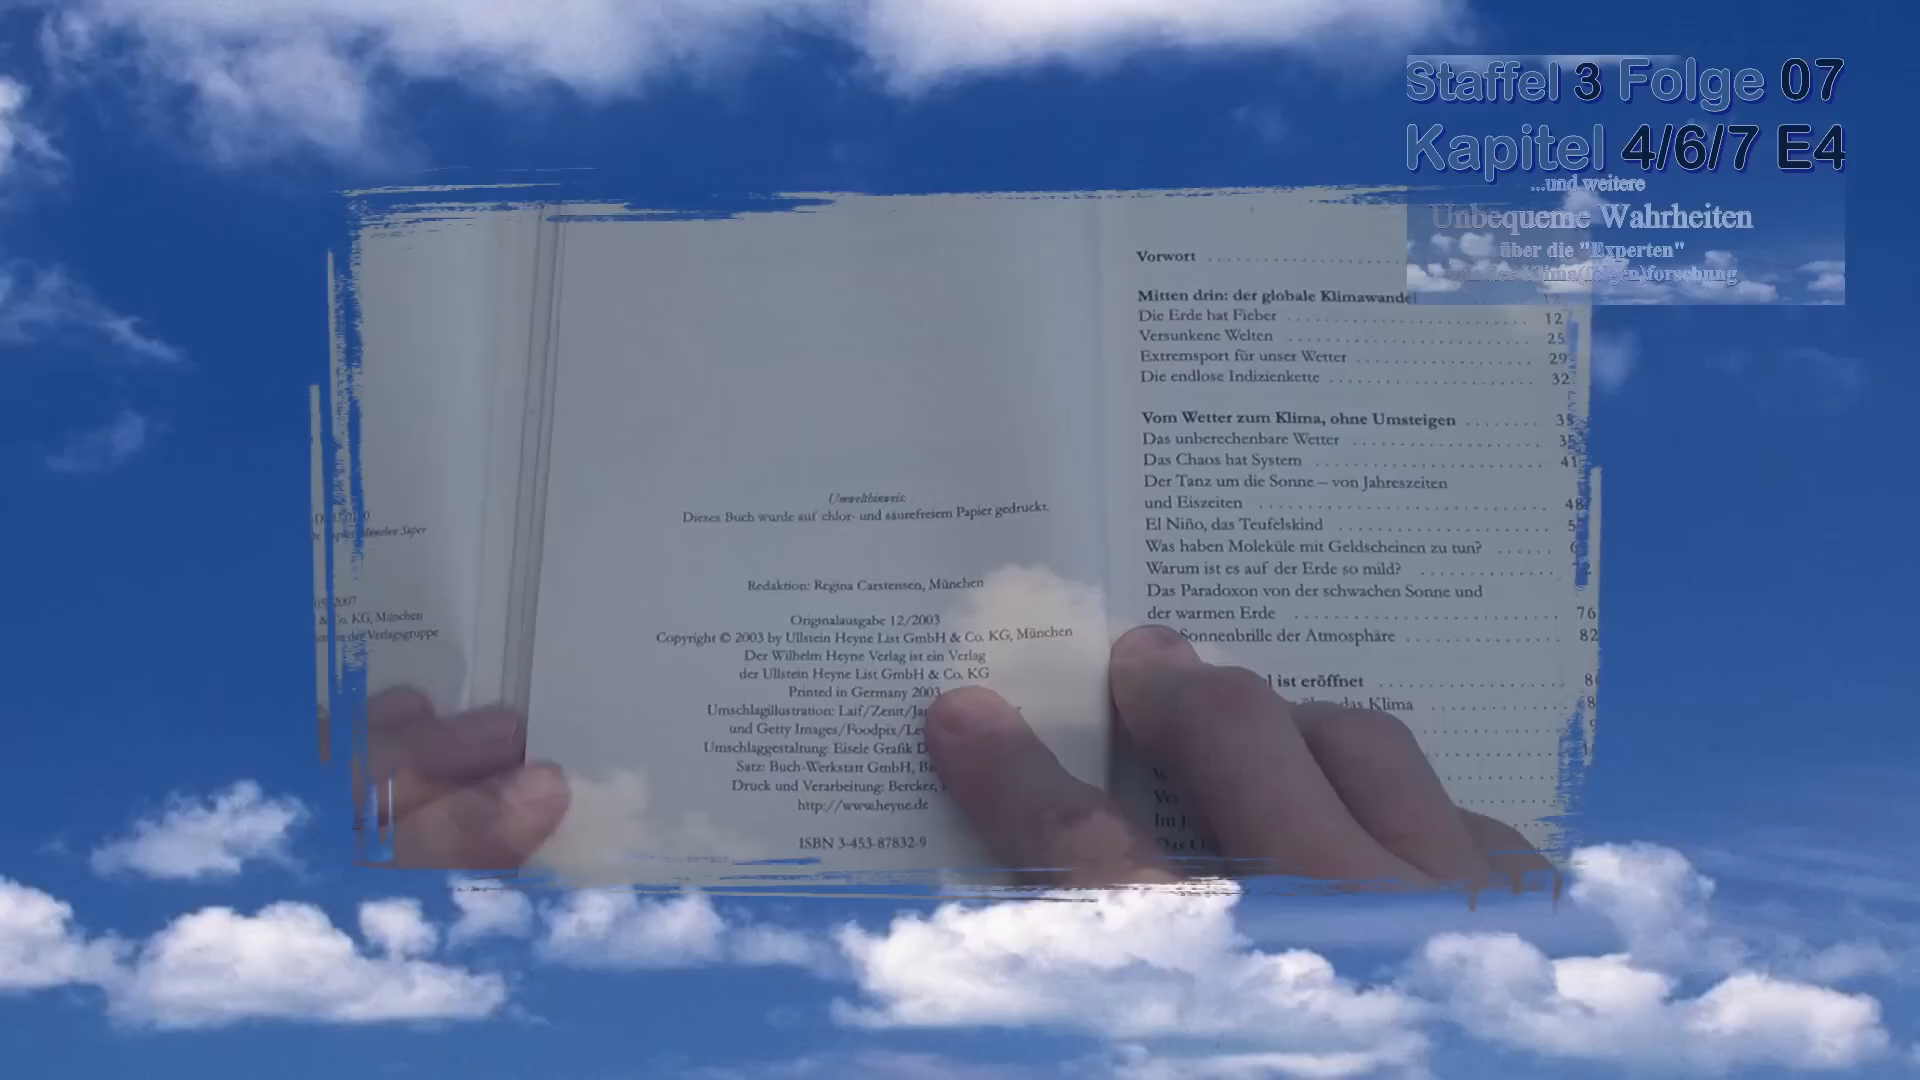 Staffel 3 Folge 07
Kapitel 4/6/7 E4
...und weitere
Unbequeme Wahrheiten
über die "Experten"
Klima(folgen)forschung
2007
Co. KG, München
der Verlagsgruppe
Umwelthinweis:
Dieses Buch wurde auf chlor- und säurefreiem Papier gedruckt.
Redaktion: Regina Carstensen, München
Originalausgabe 12/2003
Copyright © 2003 by Ullstein Heyne List GmbH & Co. KG, München
Der Wilhelm Heyne Verlag ist ein Verlag
der Ullstein Heyne List GmbH & Co. KG
Printed in Germany 2003
Umschlagillustration: Laif/Zenit/
und Getty Images/Foodpix/
Umschlaggestaltung: Eisele Grafik
Satz: Buch-Werkstatt GmbH,
Druck und Verarbeitung: Bercker,
http://www.heyne.de
ISBN 3-453-87832-9
Vorwort ..........
Mitten drin: der globale Klimawandel
Die Erde hat Fieber .......... 12
Versunkene Welten .......... 25
Extremsport für unser Wetter .......... 29
Die endlose Indizienkette .......... 32
Vom Wetter zum Klima, ohne Umsteigen ..........
Das unberechenbare Wetter ..........
Das Chaos hat System .......... 41
Der Tanz um die Sonne – von Jahreszeiten
und Eiszeiten .......... 48
El Niño, das Teufelskind ..........
Was haben Moleküle mit Geldscheinen zu tun? ..........
Warum ist es auf der Erde so mild? ..........
Das Paradoxon von der schwachen Sonne und
der warmen Erde .......... 76
Sonnenbrille der Atmosphäre .......... 82
ist eröffnet ..........
das Klima ..........